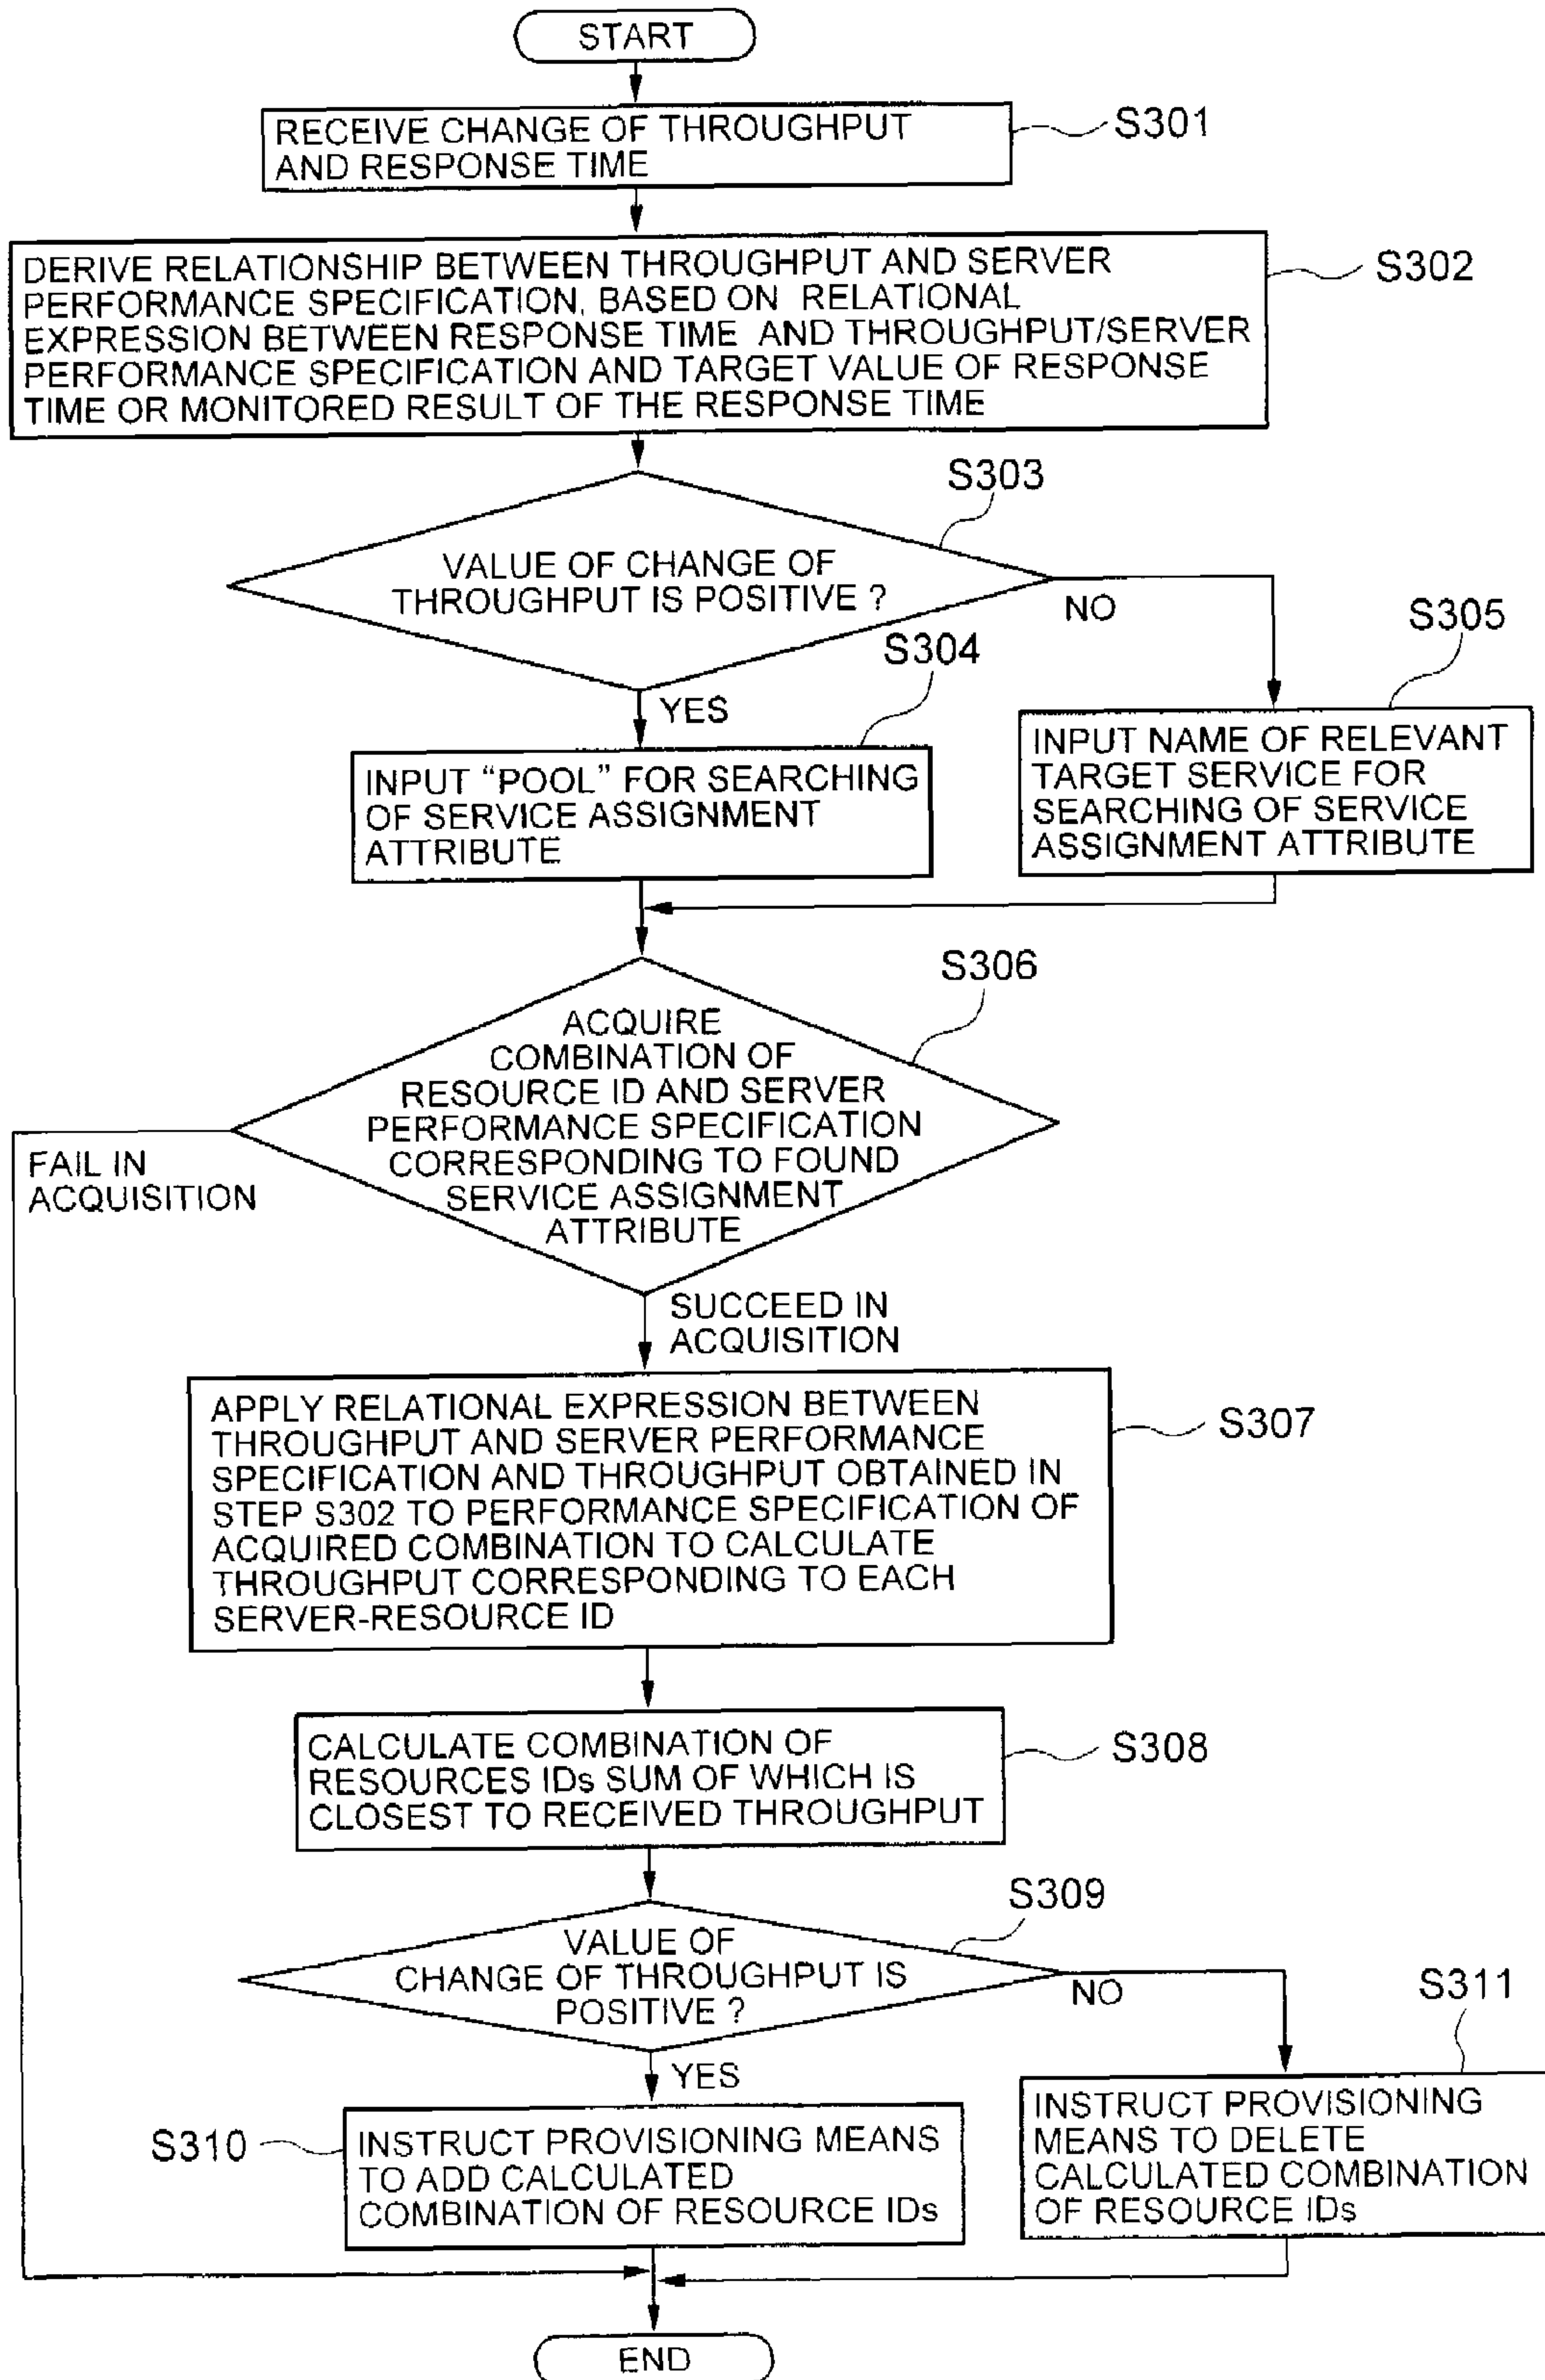 START
RECEIVE CHANGE OF THROUGHPUT
AND RESPONSE TIME
S301
DERIVE RELATIONSHIP BETWEEN THROUGHPUT AND SERVER
PERFORMANCE SPECIFICATION, BASED ON RELATIONAL
EXPRESSION BETWEEN RESPONSE TIME AND THROUGHPUT/SERVER
PERFORMANCE SPECIFICATION AND TARGET VALUE OF RESPONSE
TIME OR MONITORED RESULT OF THE RESPONSE TIME
S302
S303
VALUE OF CHANGE OF
THROUGHPUT IS POSITIVE ?
NO
YES
S304
INPUT “POOL” FOR SEARCHING
OF SERVICE ASSIGNMENT
ATTRIBUTE
S305
INPUT NAME OF RELEVANT
TARGET SERVICE FOR
SEARCHING OF SERVICE
ASSIGNMENT ATTRIBUTE
S306
ACQUIRE
COMBINATION OF
RESOURCE ID AND SERVER
PERFORMANCE SPECIFICATION
CORRESPONDING TO FOUND
SERVICE ASSIGNMENT
ATTRIBUTE
FAIL IN
ACQUISITION
SUCCEED IN
ACQUISITION
APPLY RELATIONAL EXPRESSION BETWEEN
THROUGHPUT AND SERVER PERFORMANCE
SPECIFICATION AND THROUGHPUT OBTAINED IN
STEP S302 TO PERFORMANCE SPECIFICATION OF
ACQUIRED COMBINATION TO CALCULATE
THROUGHPUT CORRESPONDING TO EACH
SERVER-RESOURCE ID
S307
CALCULATE COMBINATION OF
RESOURCES IDs SUM OF WHICH IS
CLOSEST TO RECEIVED THROUGHPUT
S308
S309
VALUE OF
CHANGE OF THROUGHPUT IS
POSITIVE ?
NO
YES
S310
INSTRUCT PROVISIONING MEANS
TO ADD CALCULATED
COMBINATION OF RESOURCE IDs
S311
INSTRUCT PROVISIONING
MEANS TO DELETE
CALCULATED COMBINATION
OF RESOURCE IDs
END